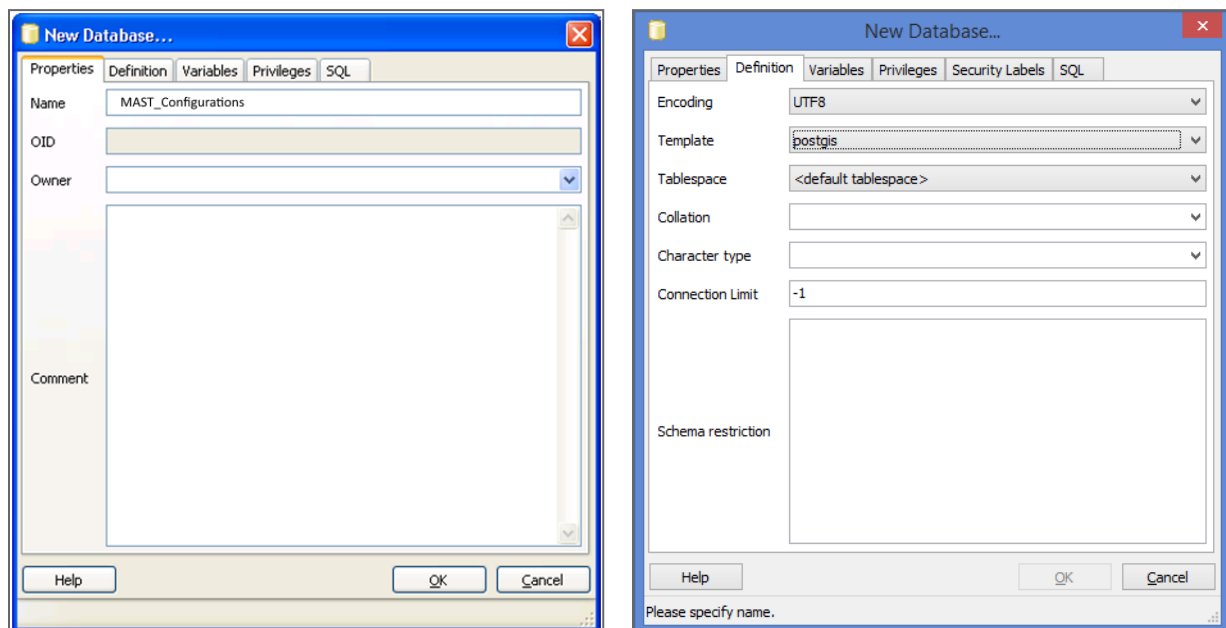 New Database...
Properties Definition Variables Privileges SQL
Name MAST_Configurations
OID
Owner
Comment
Help OK Cancel
New Database...
Properties Definition Variables Privileges Security Labels SQL
Encoding UTF8
Template postgis
Tablespace <default tablespace>
Collation
Character type
Connection Limit -1
Schema restriction
Help OK Cancel
Please specify name.